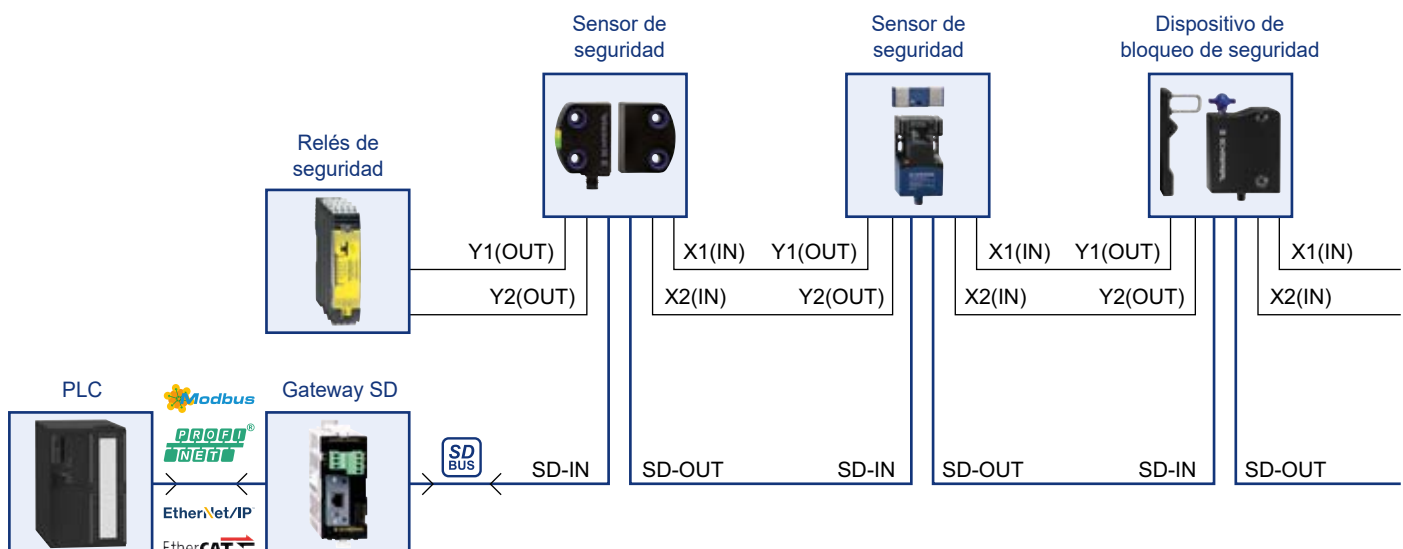 Sensor de
seguridad
Sensor de
seguridad
Dispositivo de
bloqueo de seguridad
Relés de
seguridad
Y1(OUT)
X1(IN)
Y1(OUT)
X1(IN)
Y1(OUT)
X1(IN)
Y2(OUT)
X2(IN)
Y2(OUT)
X2(IN)
Y2(OUT)
X2(IN)
PLC
Modbus
Gateway SD
PROFI®
NET
SD
BUS
SD-IN
SD-OUT
SD-IN
SD-OUT
SD-IN
SD-OUT
EtherNet/IP
EtherCAT
SCHMERSAL